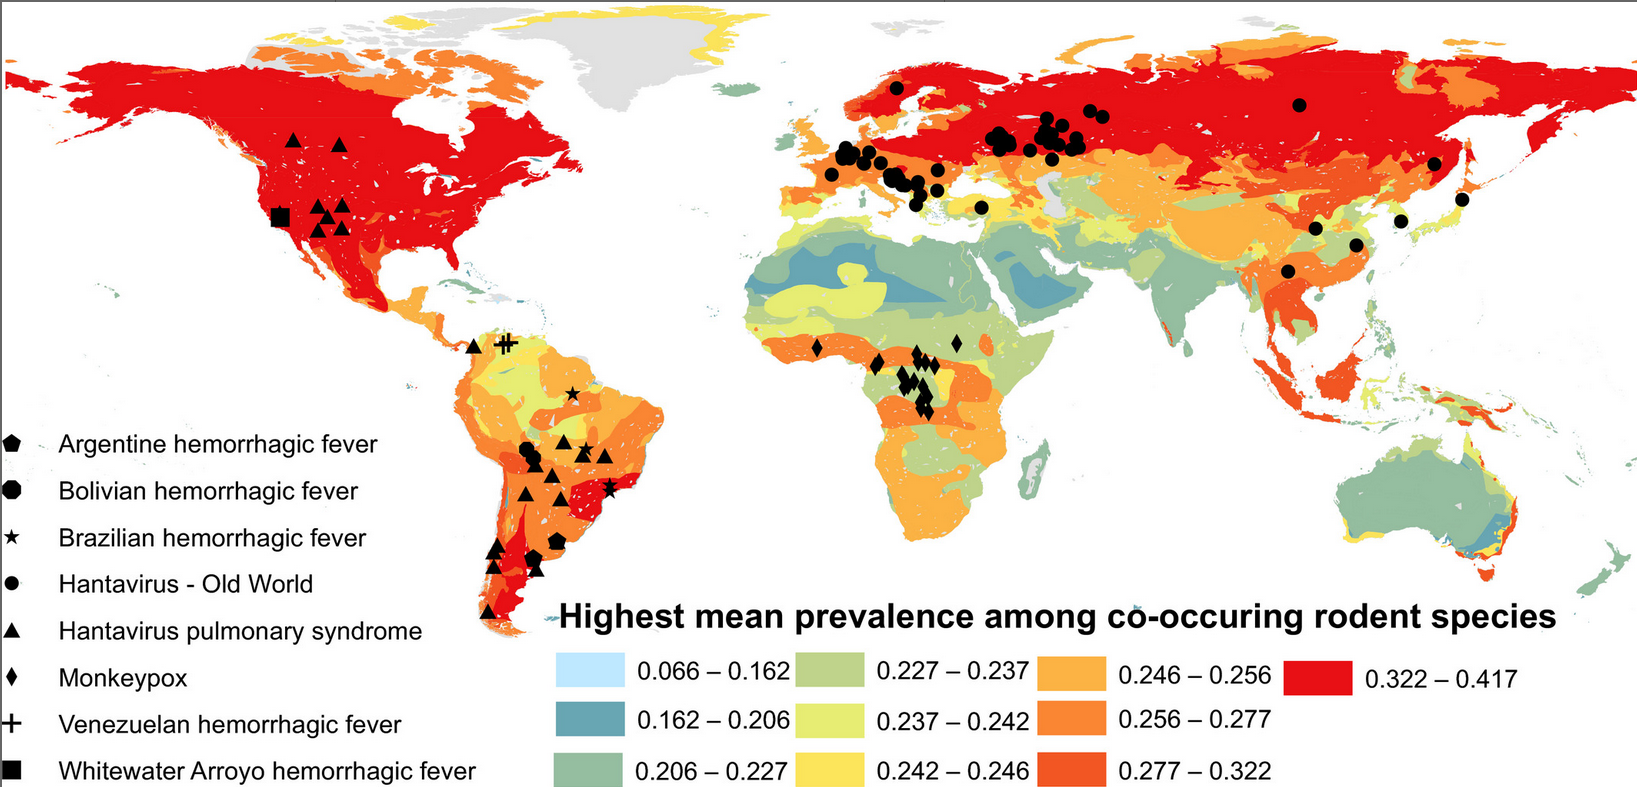 Argentine hemorrhagic fever
Bolivian hemorrhagic fever
Brazilian hemorrhagic fever
Hantavirus - Old World
Hantavirus pulmonary syndrome
Monkeypox
Venezuelan hemorrhagic fever
Whitewater Arroyo hemorrhagic fever
Highest mean prevalence among co-occuring rodent species
0.066 – 0.162
0.162 – 0.206
0.206 – 0.227
0.227 – 0.237
0.237 – 0.242
0.242 – 0.246
0.246 – 0.256
0.256 – 0.277
0.277 – 0.322
0.322 – 0.417